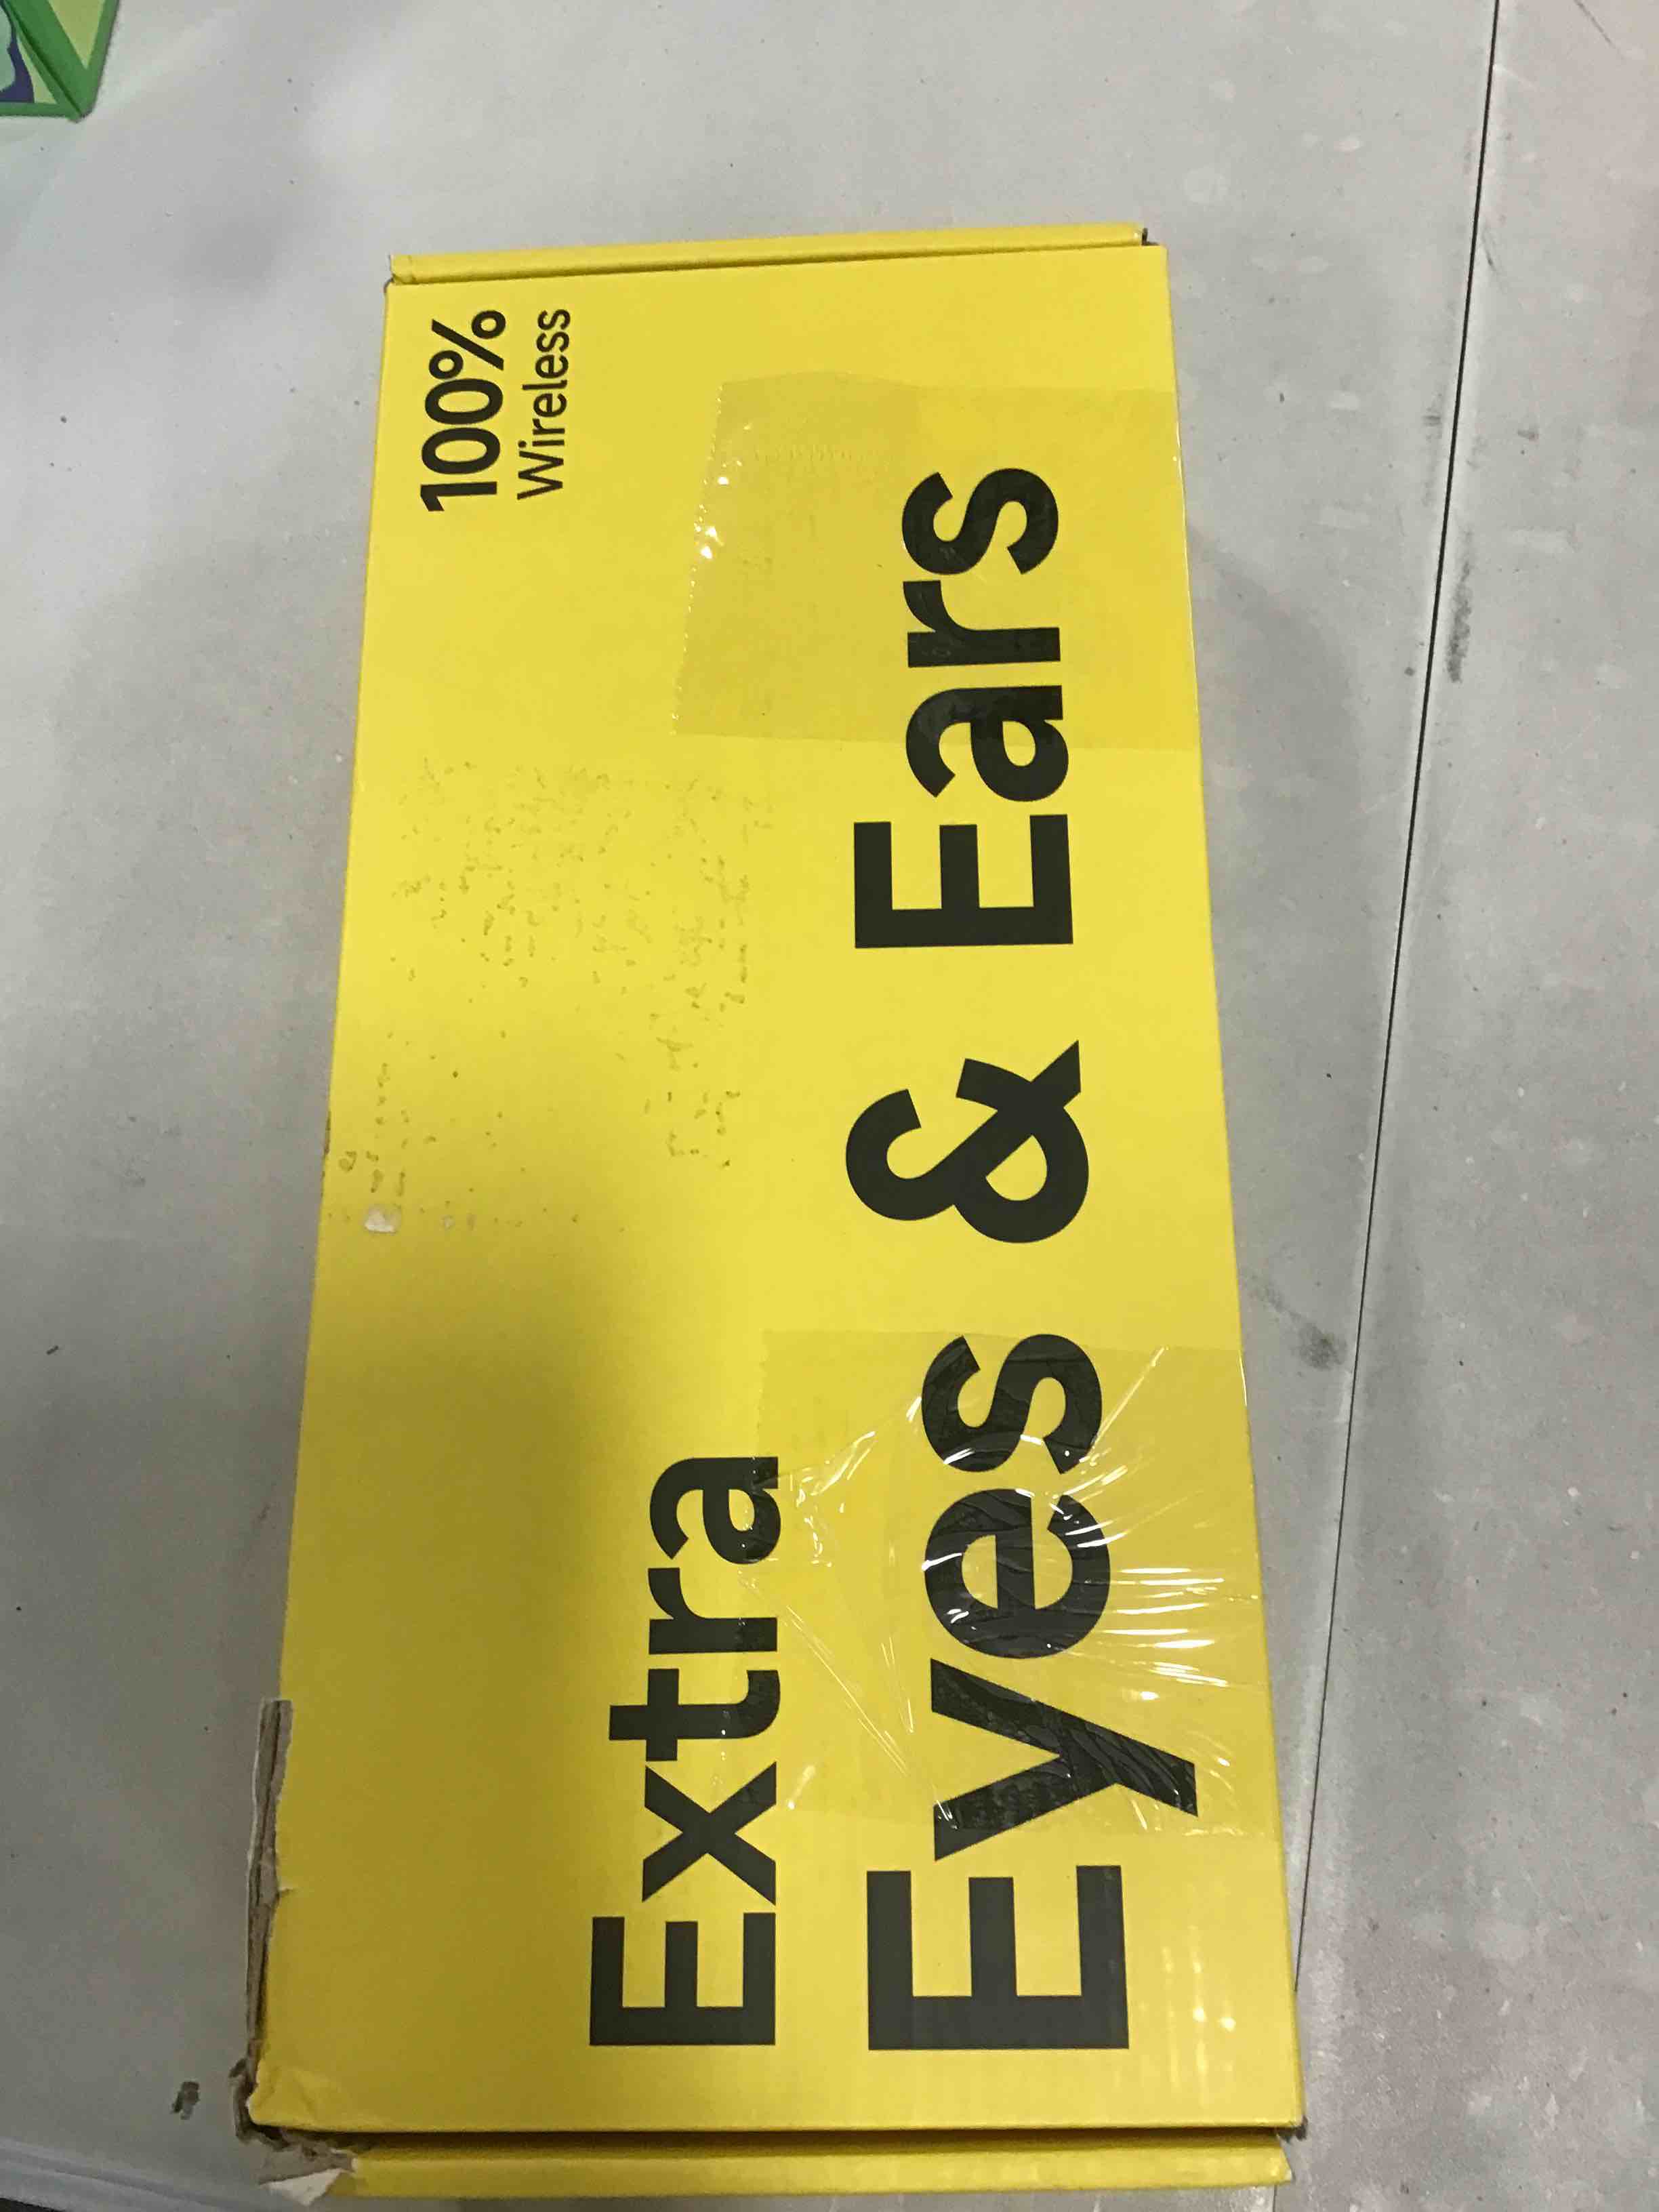 100%
Wireless
Extra
Eyes & Ears